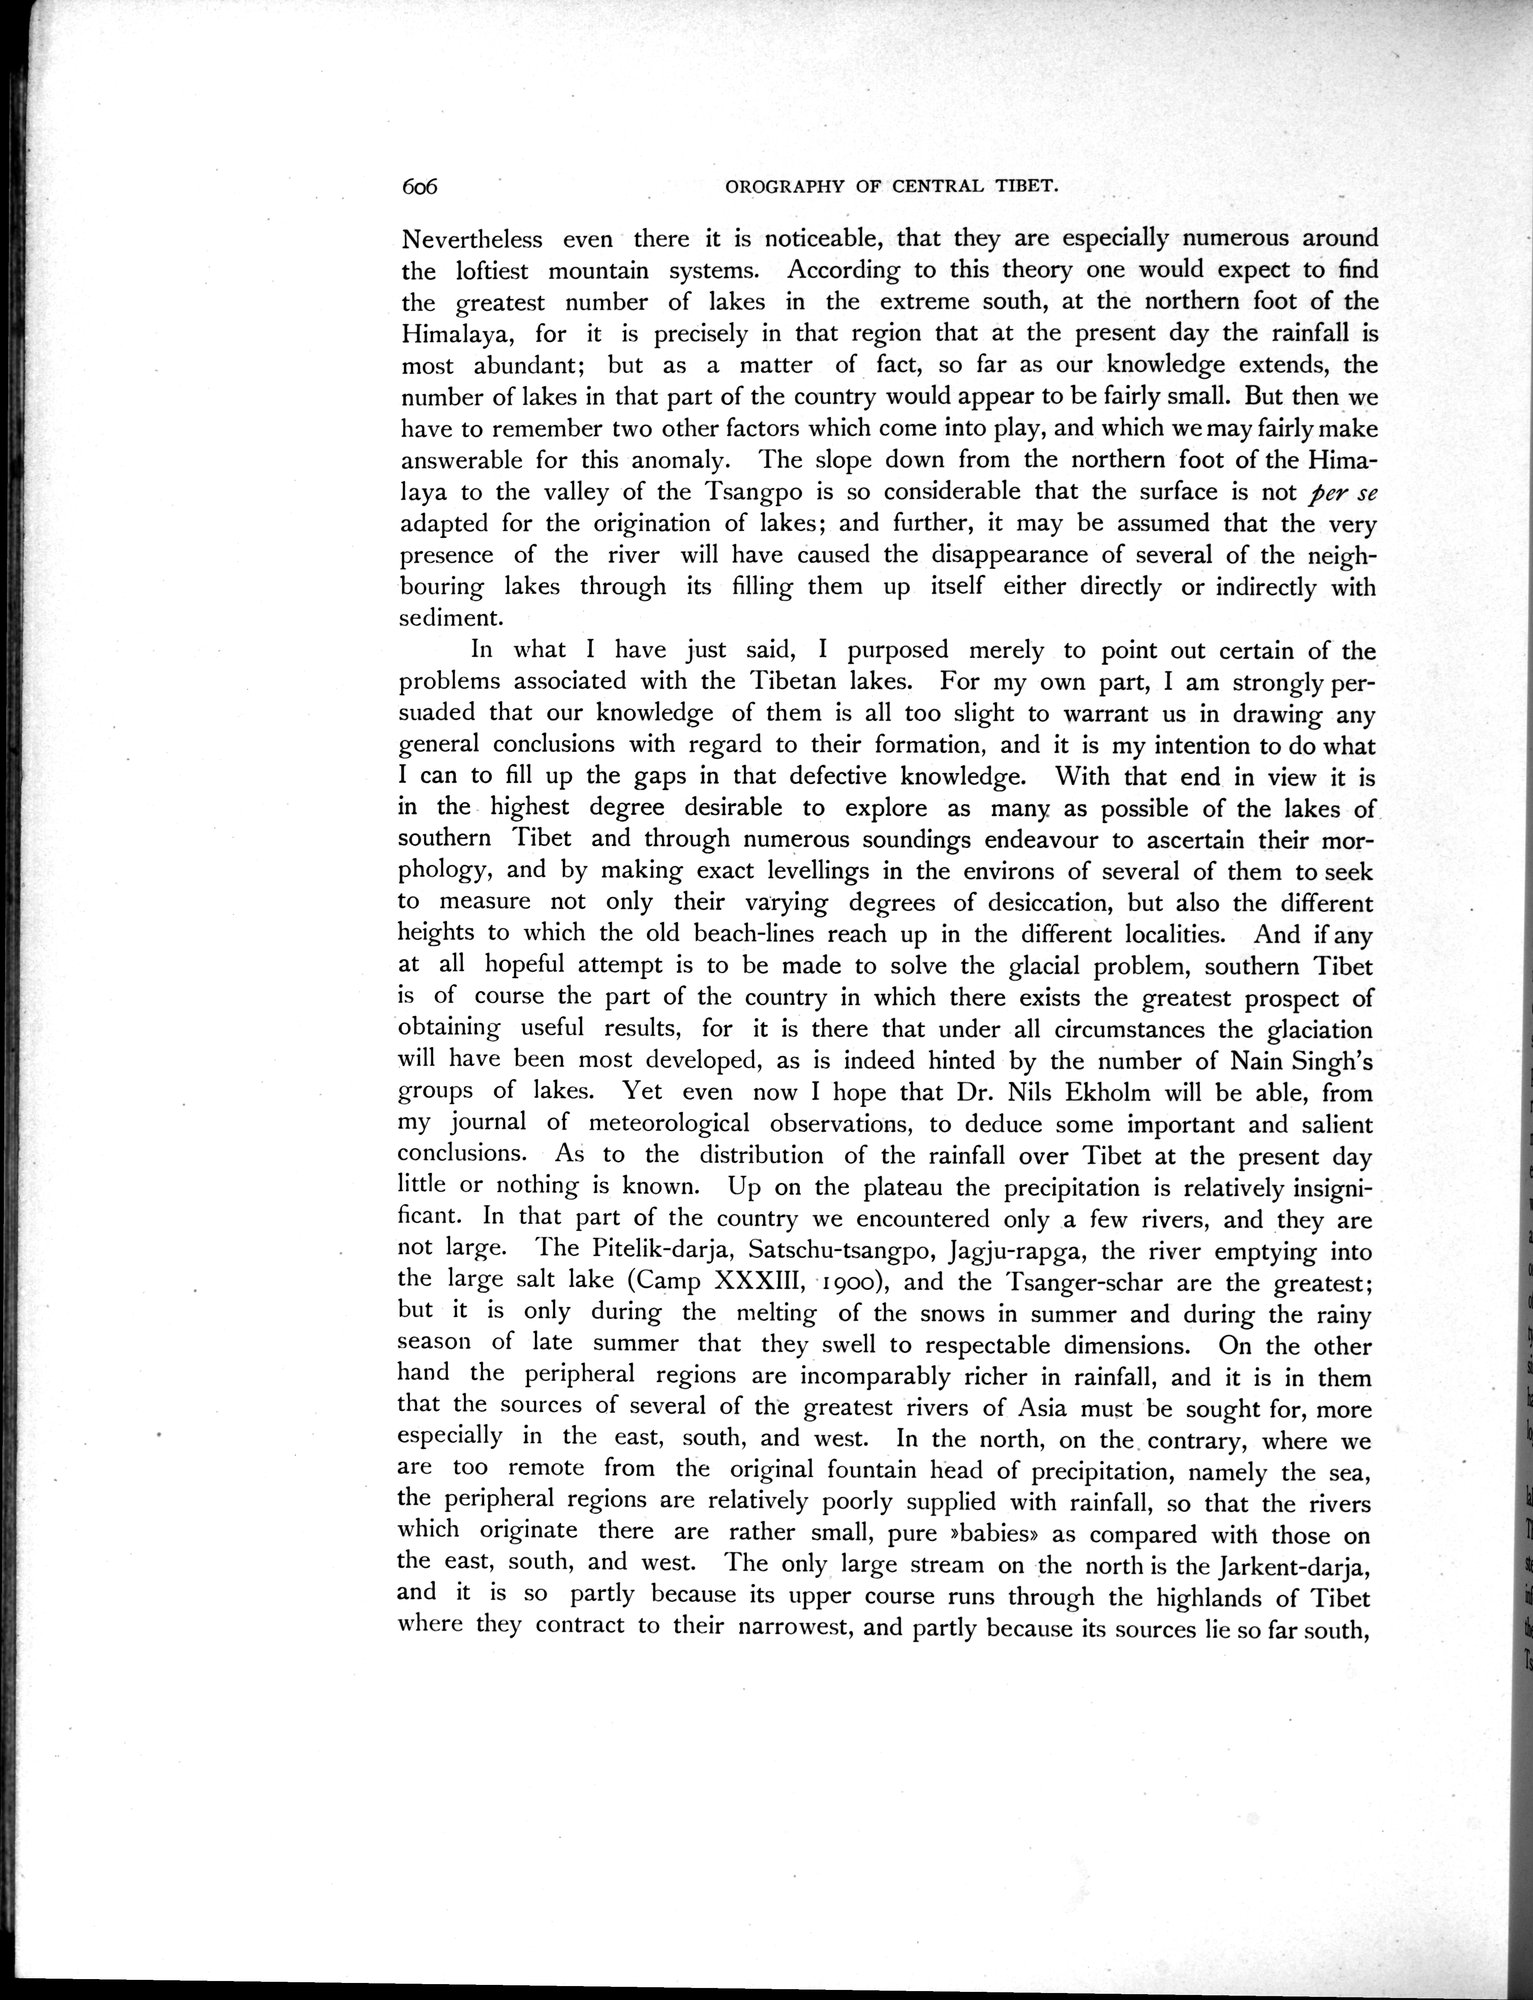 606
OROGRAPHY OF CENTRAL TIBET.
Nevertheless even there it is noticeable, that they are especially numerous around
the loftiest mountain systems. According to this theory one would expect to find
the greatest number of lakes in the extreme south, at the northern foot of the
Himalaya, for it is precisely in that region that at the present day the rainfall is
most abundant; but as a matter of fact, so far as our knowledge extends, the
number of lakes in that part of the country would appear to be fairly small. But then we
have to remember two other factors which come into play, and which we may fairly make
answerable for this anomaly. The slope down from the northern foot of the Hima-
laya to the valley of the Tsangpo is so considerable that the surface is not per se
adapted for the origination of lakes; and further, it may be assumed that the very
presence of the river will have caused the disappearance of several of the neigh-
bouring lakes through its filling them up itself either directly or indirectly with
sediment.
In what I have just said, I purposed merely to point out certain of the
problems associated with the Tibetan lakes. For my own part, I am strongly per-
suaded that our knowledge of them is all too slight to warrant us in drawing any
general conclusions with regard to their formation, and it is my intention to do what
I can to fill up the gaps in that defective knowledge. With that end in view it is
in the highest degree desirable to explore as many as possible of the lakes of
southern Tibet and through numerous soundings endeavour to ascertain their mor-
phology, and by making exact levellings in the environs of several of them to seek
to measure not only their varying degrees of desiccation, but also the different
heights to which the old beach-lines reach up in the different localities. And if any
at all hopeful attempt is to be made to solve the glacial problem, southern Tibet
is of course the part of the country in which there exists the greatest prospect of
obtaining useful results, for it is there that under all circumstances the glaciation
will have been most developed, as is indeed hinted by the number of Nain Singh's
groups of lakes. Yet even now I hope that Dr. Nils Ekholm will be able, from
my journal of meteorological observations, to deduce some important and salient
conclusions. As to the distribution of the rainfall over Tibet at the present day
little or nothing is known. Up on the plateau the precipitation is relatively insigni-
ficant. In that part of the country we encountered only a few rivers, and they are
not large. The Pitelik-darja, Satschu-tsangpo, Jagju-rapga, the river emptying into
the large salt lake (Camp XXXIII, 1900), and the Tsanger-schar are the greatest;
but it is only during the melting of the snows in summer and during the rainy
season of late summer that they swell to respectable dimensions. On the other
hand the peripheral regions are incomparably richer in rainfall, and it is in them
that the sources of several of the greatest rivers of Asia must be sought for, more
especially in the east, south, and west. In the north, on the contrary, where we
are too remote from the original fountain head of precipitation, namely the sea,
the peripheral regions are relatively poorly supplied with rainfall, so that the rivers
which originate there are rather small, pure »babies» as compared with those on
the east, south, and west. The only large stream on the north is the Jarkent-darja,
and it is so partly because its upper course runs through the highlands of Tibet
where they contract to their narrowest, and partly because its sources lie so far south,